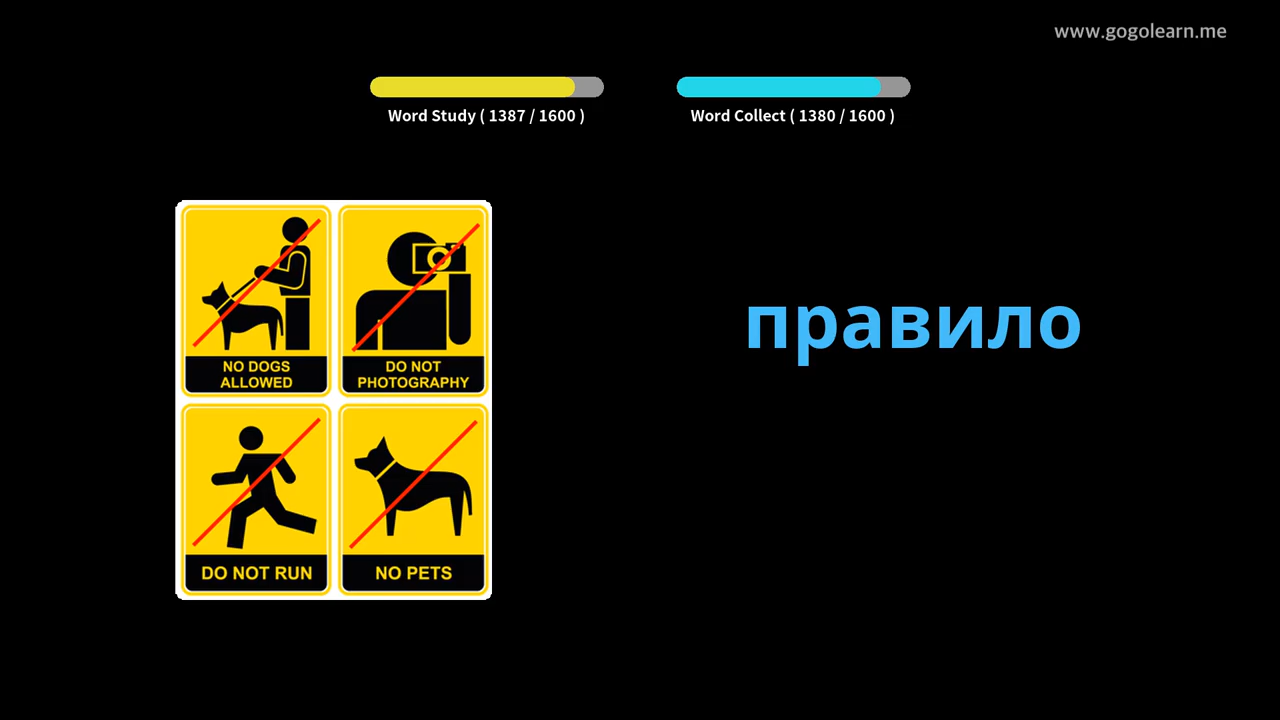 www.gogolearn.me
Word Study ( 1387 / 1600 )
Word Collect ( 1380 / 1600 )
NO DOGS
ALLOWED
DO NOT
PHOTOGRAPHY
правило
DO NOT RUN
NO PETS